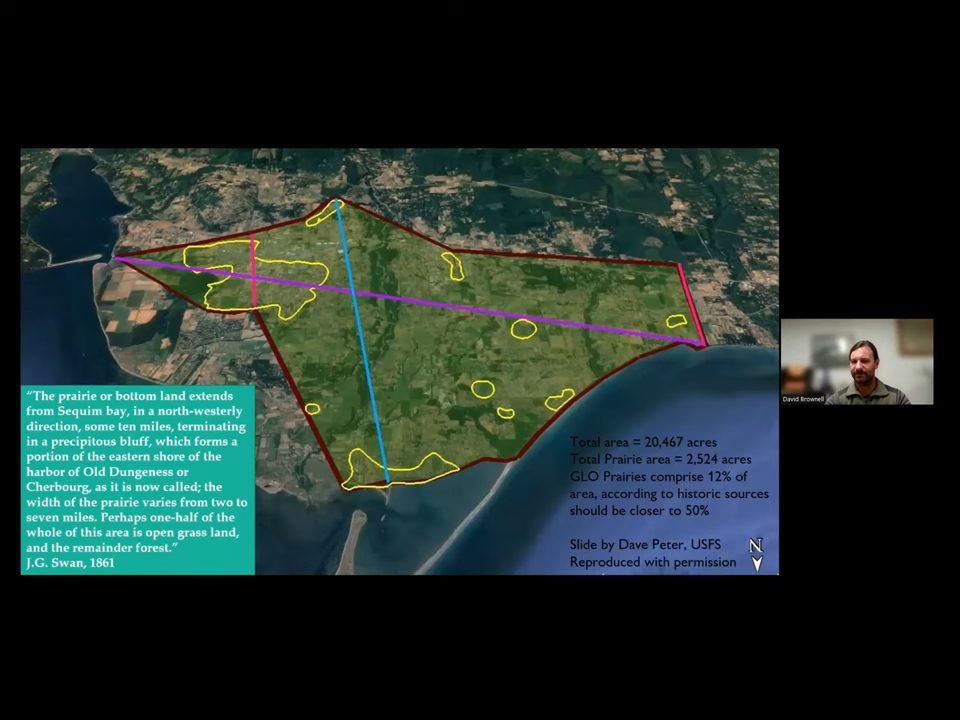 "The prairie or bottom land extends
from Sequim bay, in a north-westerly
direction, some ten miles, terminating
in a precipitous bluff, which forms a
portion of the eastern shore of the
harbor of Old Dungeness or
Cherbourg, as it is now called; the
width of the prairie varies from two to
seven miles. Perhaps one-half of the
whole of this area is open grass land,
and the remainder forest."
J.G. Swan, 1861
Total area = 20,467 acres
Total Prairie area = 2,524 acres
GLO Prairies comprise 12% of
area, according to historic sources
should be closer to 50%
Slide by Dave Peter, USFS
Reproduced with permission
N
David Brownell